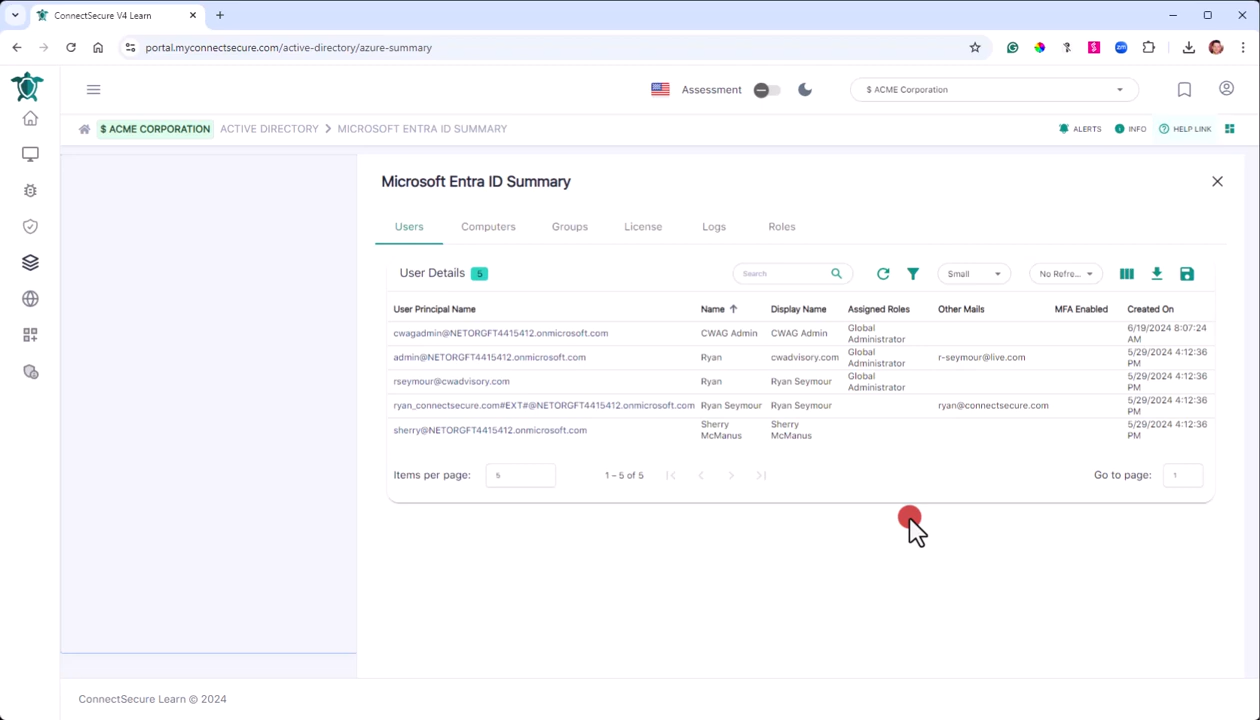 ConnectSecure V4 Learn
portal.myconnectsecure.com/active-directory/azure-summary
Assessment
$ ACME Corporation
$ ACME CORPORATION ACTIVE DIRECTORY MICROSOFT ENTRA ID SUMMARY
ALERTS INFO HELP LINK
Microsoft Entra ID Summary
Users Computers Groups License Logs Roles
User Details 5
Search
Small
No Refre...
User Principal Name Name Display Name Assigned Roles Other Mails MFA Enabled Created On
cwagadmin@NETORGFT4415412.onmicrosoft.com CWAG Admin CWAG Admin Global Administrator 6/19/2024 8:07:24 AM
admin@NETORGFT4415412.onmicrosoft.com Ryan cwadvisory.com Global Administrator r-seymour@live.com 5/29/2024 4:12:36 PM
rseymour@cwadvisory.com Ryan Ryan Seymour Global Administrator 5/29/2024 4:12:36 PM
ryan_connectsecure.com#EXT#@NETORGFT4415412.onmicrosoft.com Ryan Seymour Ryan Seymour ryan@connectsecure.com 5/29/2024 4:12:36 PM
sherry@NETORGFT4415412.onmicrosoft.com Sherry McManus Sherry McManus 5/29/2024 4:12:36 PM
Items per page: 5 1 – 5 of 5 Go to page: 1
ConnectSecure Learn © 2024